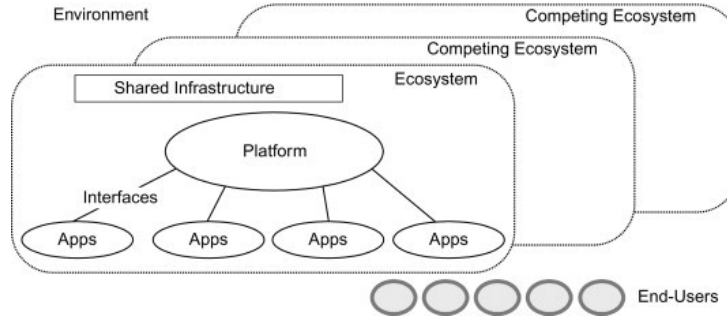 Environment
Competing Ecosystem
Competing Ecosystem
Ecosystem
Shared Infrastructure
Platform
Interfaces
Apps
Apps
Apps
Apps
End-Users